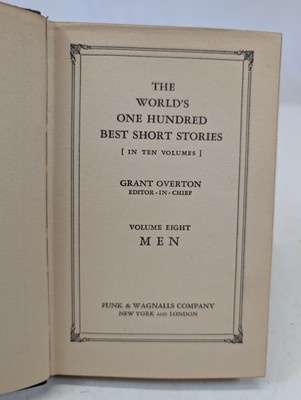 THE
WORLD'S
ONE HUNDRED
BEST SHORT STORIES
[ IN TEN VOLUMES ]
GRANT OVERTON
EDITOR-IN-CHIEF
VOLUME EIGHT
MEN
FUNK & WAGNALLS COMPANY
NEW YORK AND LONDON